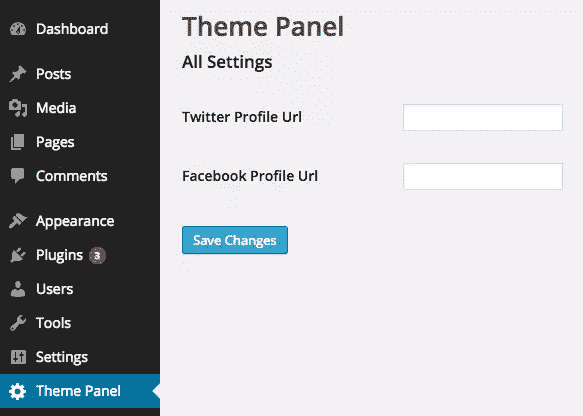 Dashboard
Posts
Media
Pages
Comments
Appearance
Plugins 3
Users
Tools
Settings
Theme Panel
Theme Panel
All Settings
Twitter Profile Url
Facebook Profile Url
Save Changes